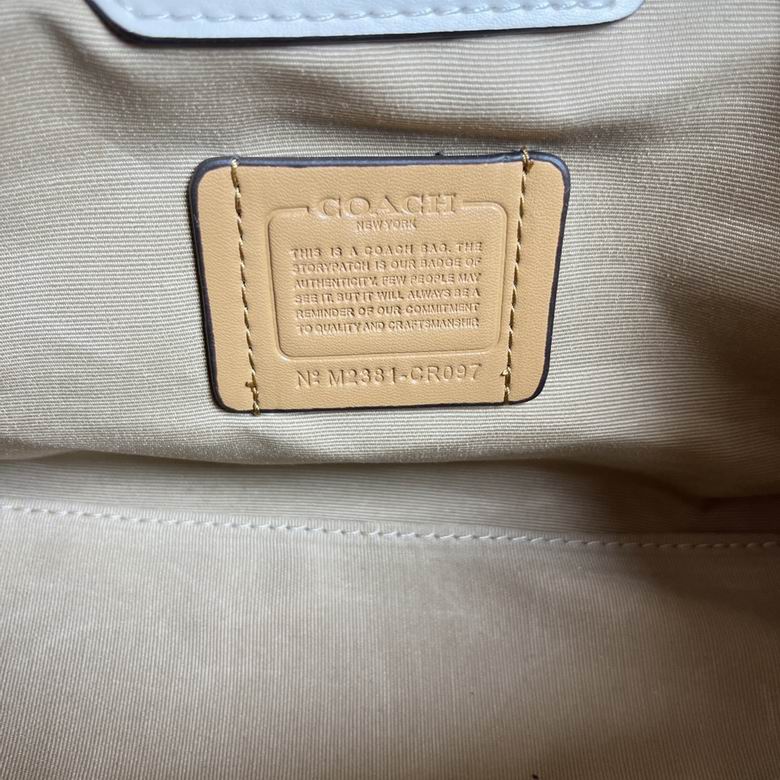 COACH
NEW YORK
THIS IS A COACH BAG. THE
STORYPATCH IS OUR BADGE OF
AUTHENTICITY. FEW PEOPLE MAY
SEE IT, BUT IT WILL ALWAYS BE A
REMINDER OF OUR COMMITMENT
TO QUALITY AND CRAFTSMANSHIP
Nº M2381-CR097